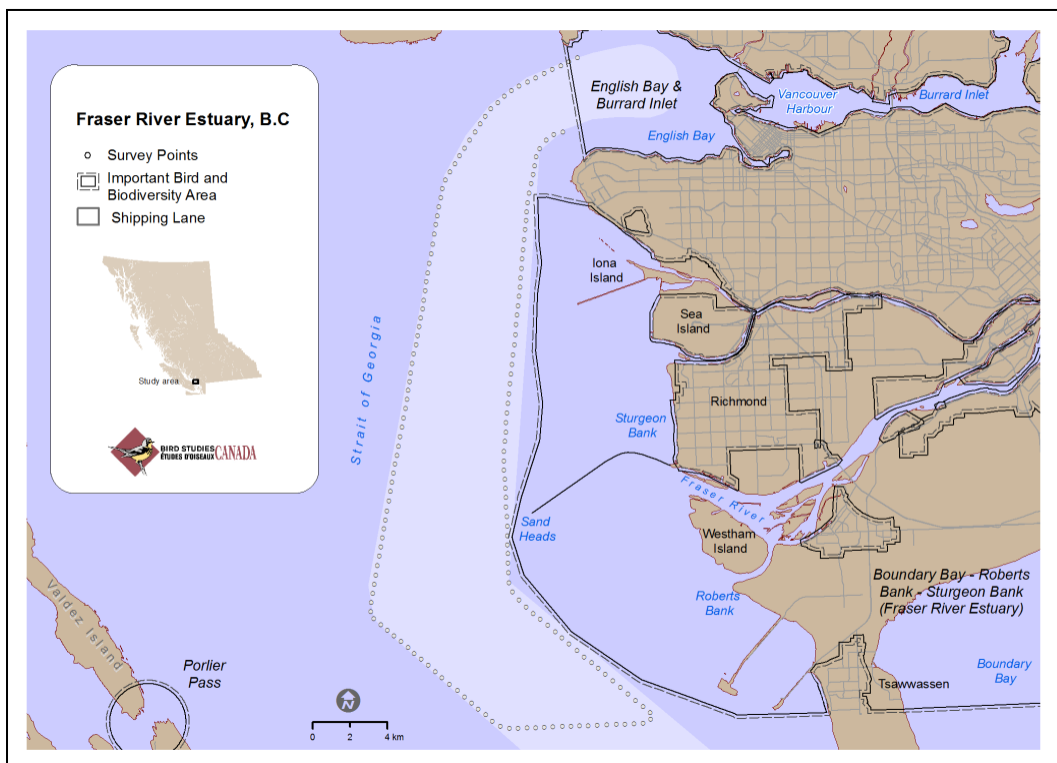 Fraser River Estuary, B.C
Survey Points
Important Bird and
Biodiversity Area
Shipping Lane
Study area
BIRD STUDIES
ÉTUDES D'OISEAUX
CANADA
English Bay &
Burrard Inlet
Vancouver
Harbour
Burrard Inlet
English Bay
Iona
Island
Sea
Island
Strait of Georgia
Richmond
Sturgeon
Bank
Fraser River
Sand
Heads
Westham
Island
Roberts
Bank
Boundary Bay - Roberts
Bank - Sturgeon Bank
(Fraser River Estuary)
Valdez Island
Porlier
Pass
Boundary
Bay
Tsawwassen
N
0 2 4 km